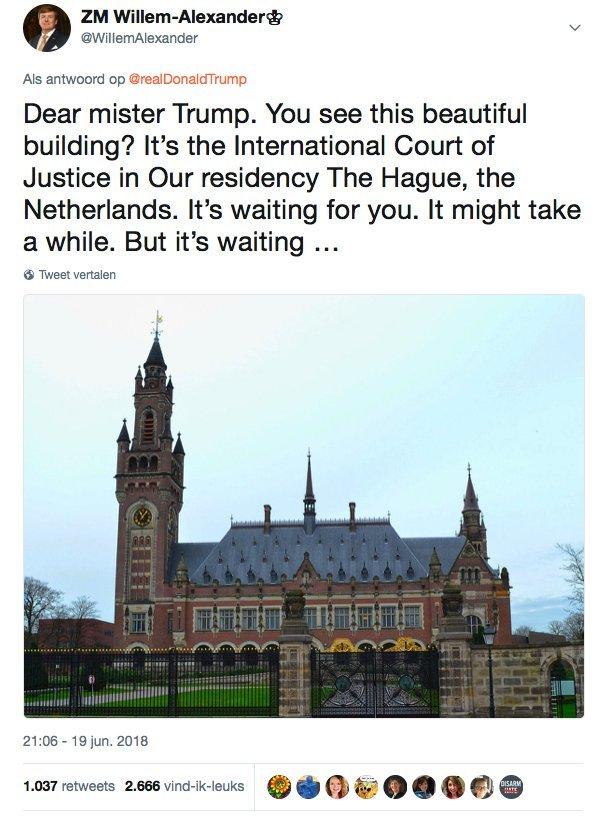 ZM Willem-Alexander♔
@WillemAlexander
Als antwoord op @realDonaldTrump
Dear mister Trump. You see this beautiful
building? It’s the International Court of
Justice in Our residency The Hague, the
Netherlands. It’s waiting for you. It might take
a while. But it’s waiting …
Tweet vertalen
21:06 - 19 jun. 2018
1.037 retweets 2.666 vind-ik-leuks
DISARM
HATE